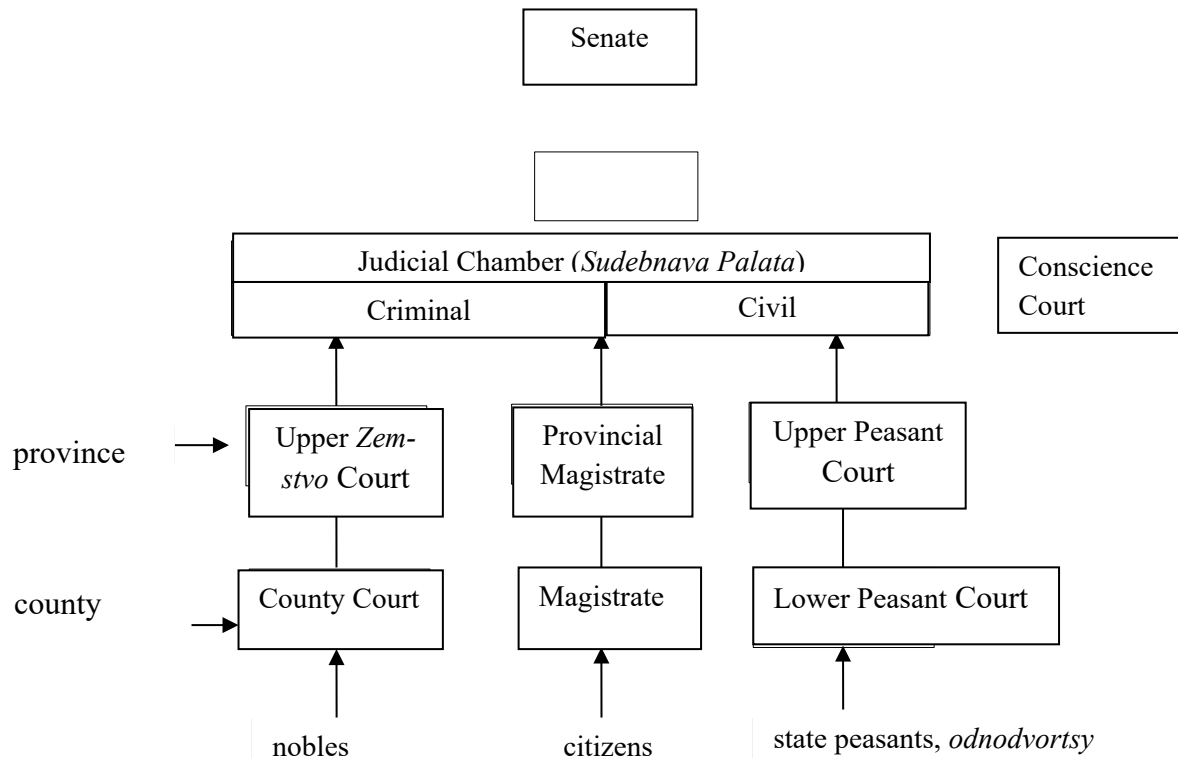 Senate
Judicial Chamber (Sudebnava Palata)
Criminal
Civil
Conscience
Court
province
Upper Zem-
stvo Court
Provincial
Magistrate
Upper Peasant
Court
county
County Court
Magistrate
Lower Peasant Court
nobles
citizens
state peasants, odnodvortsy